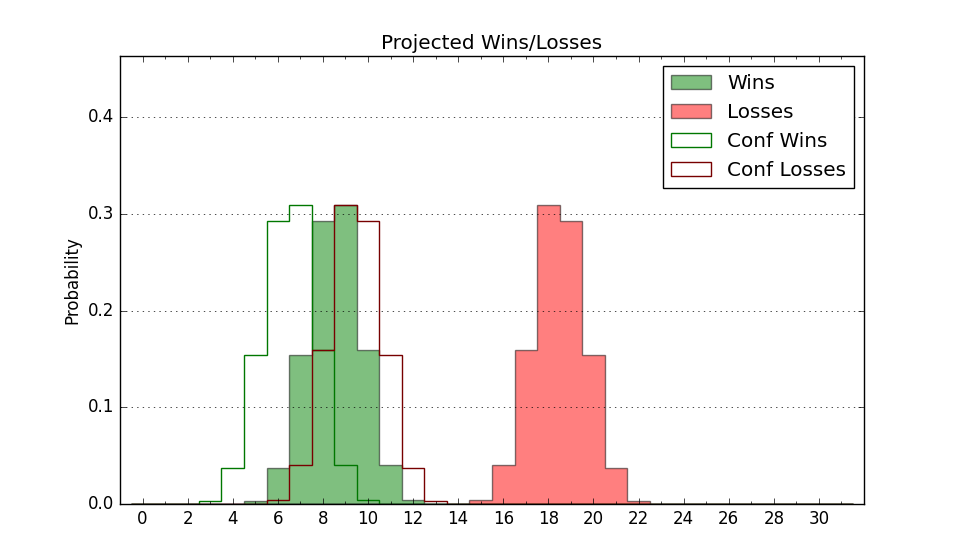 Projected Wins/Losses
Wins
Losses
Conf Wins
Conf Losses
Probability
0.4
0.3
0.2
0.1
0.0
0 2 4 6 8 10 12 14 16 18 20 22 24 26 28 30